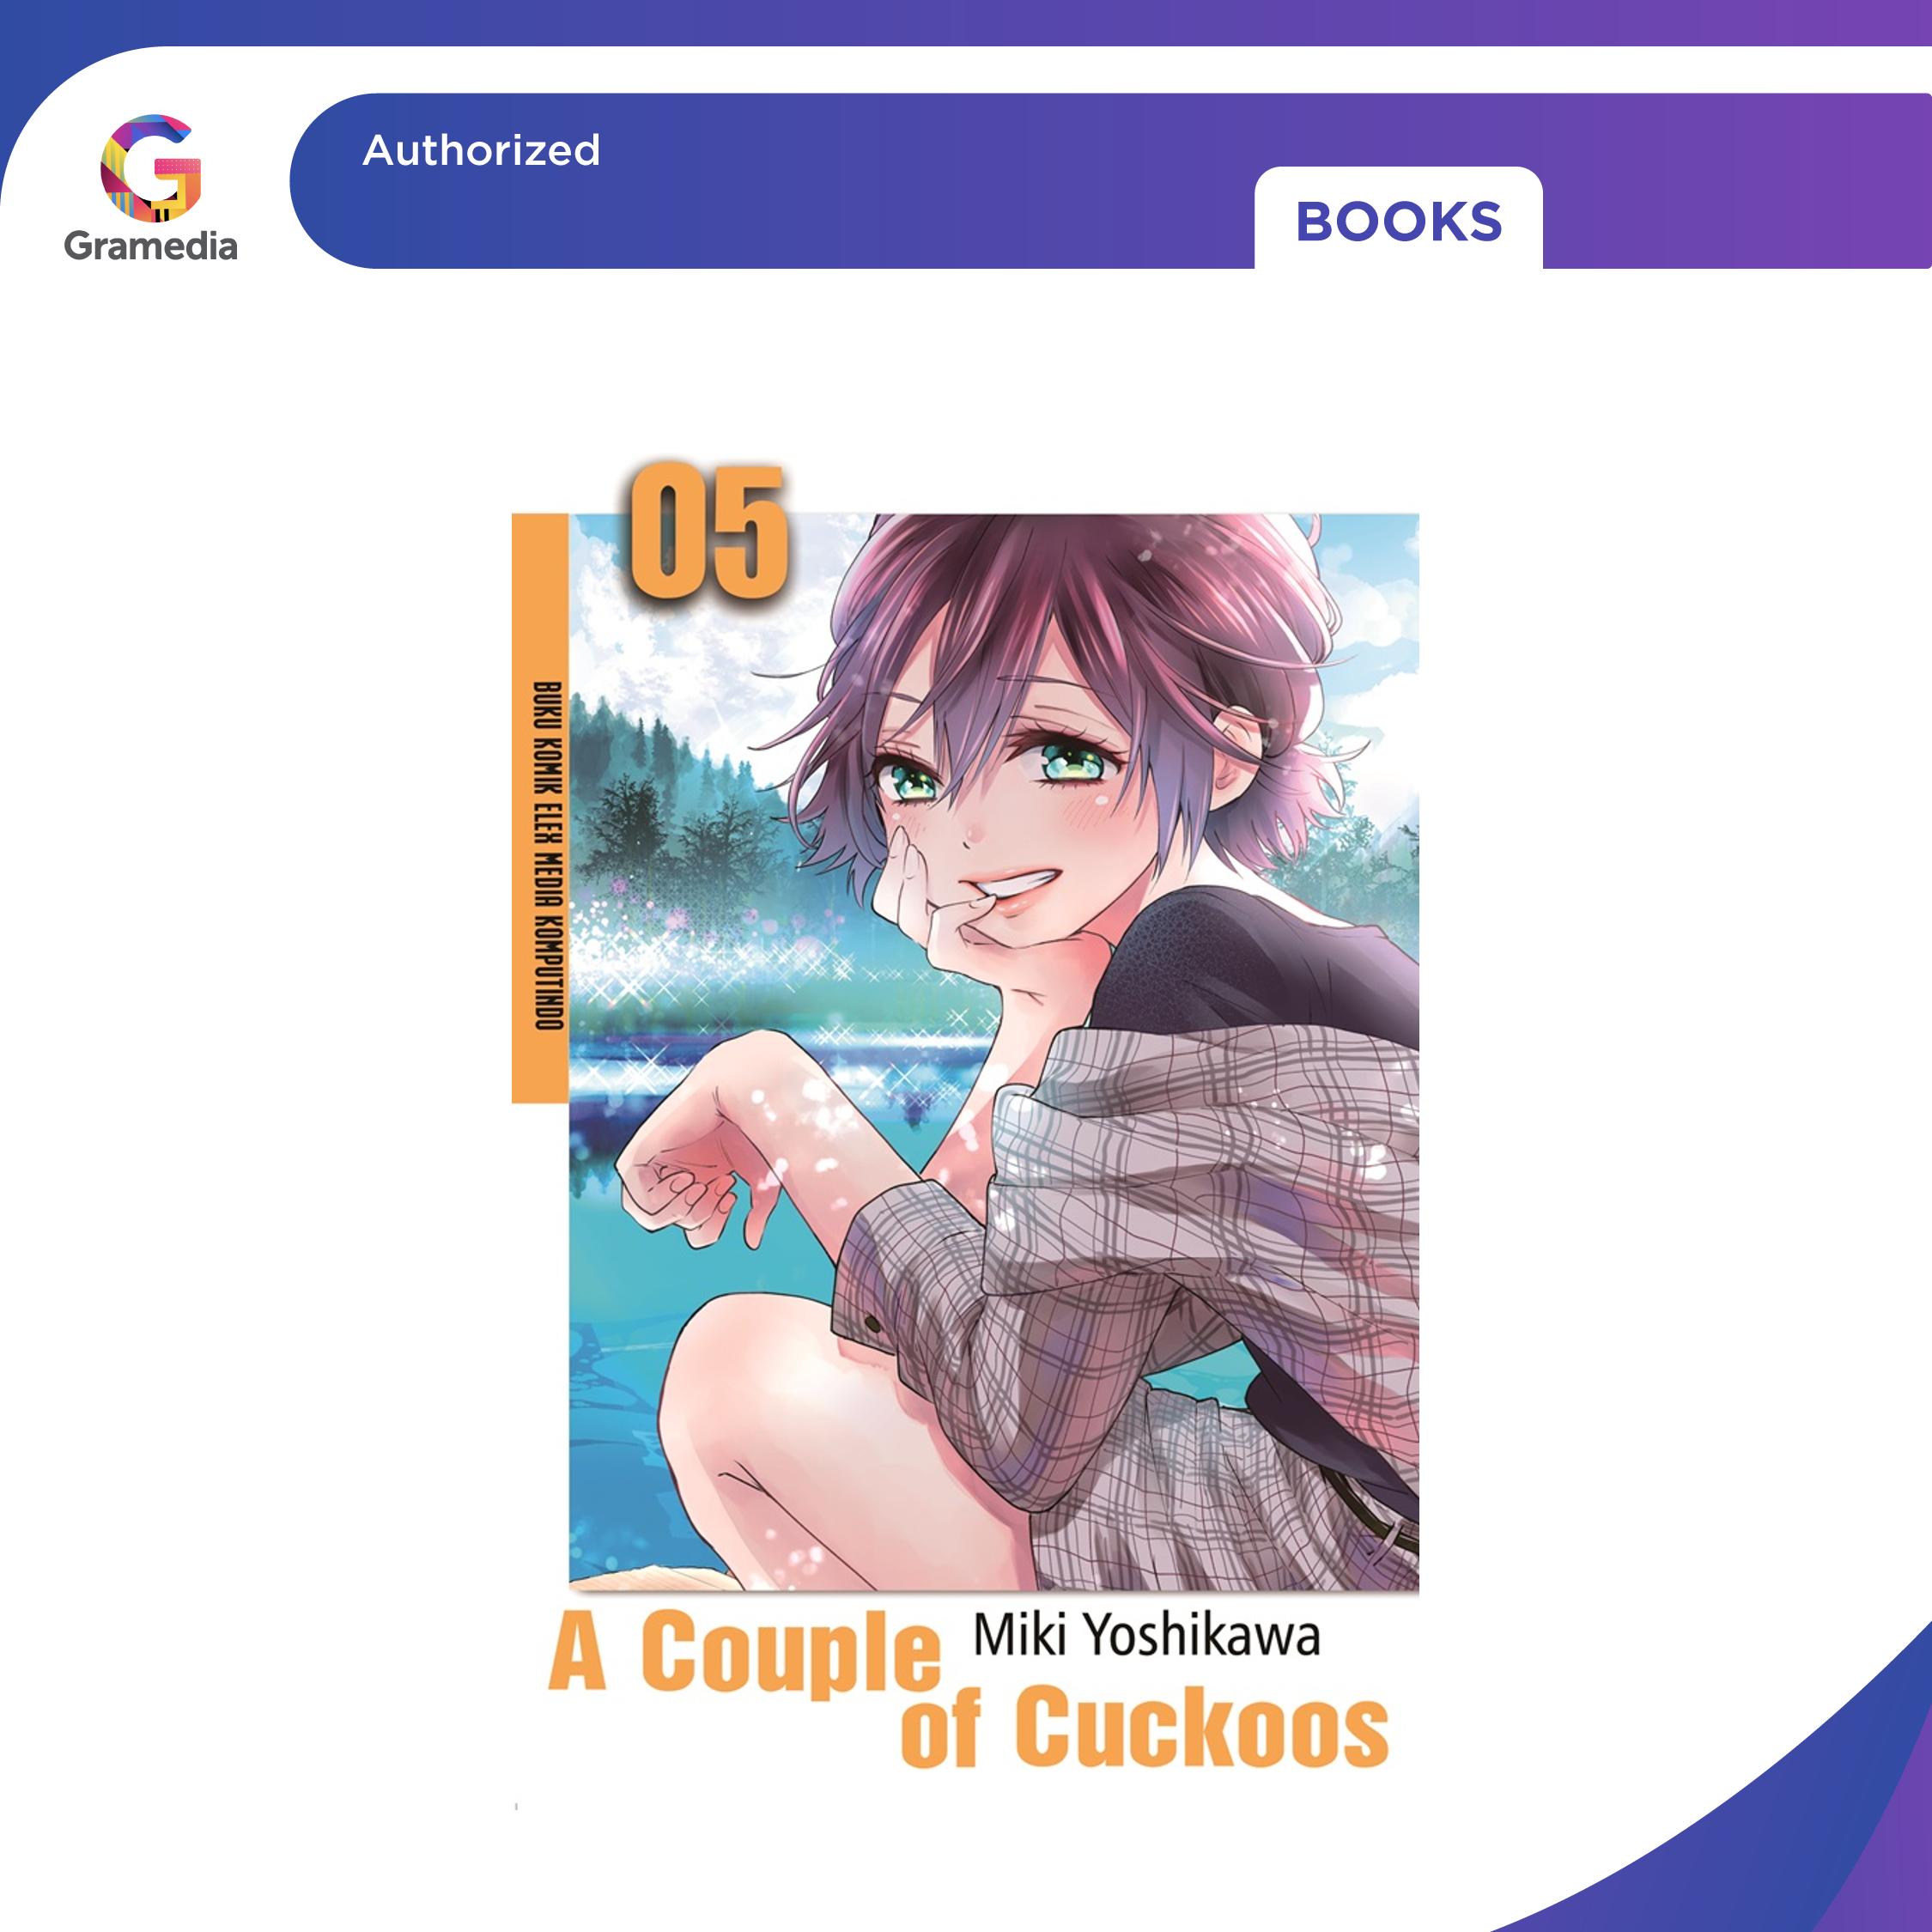 Gramedia
Authorized
BOOKS
05
BUKU KOMIK ELEX MEDIA KOMPUTINDO
A Couple
Miki Yoshikawa
of Cuckoos